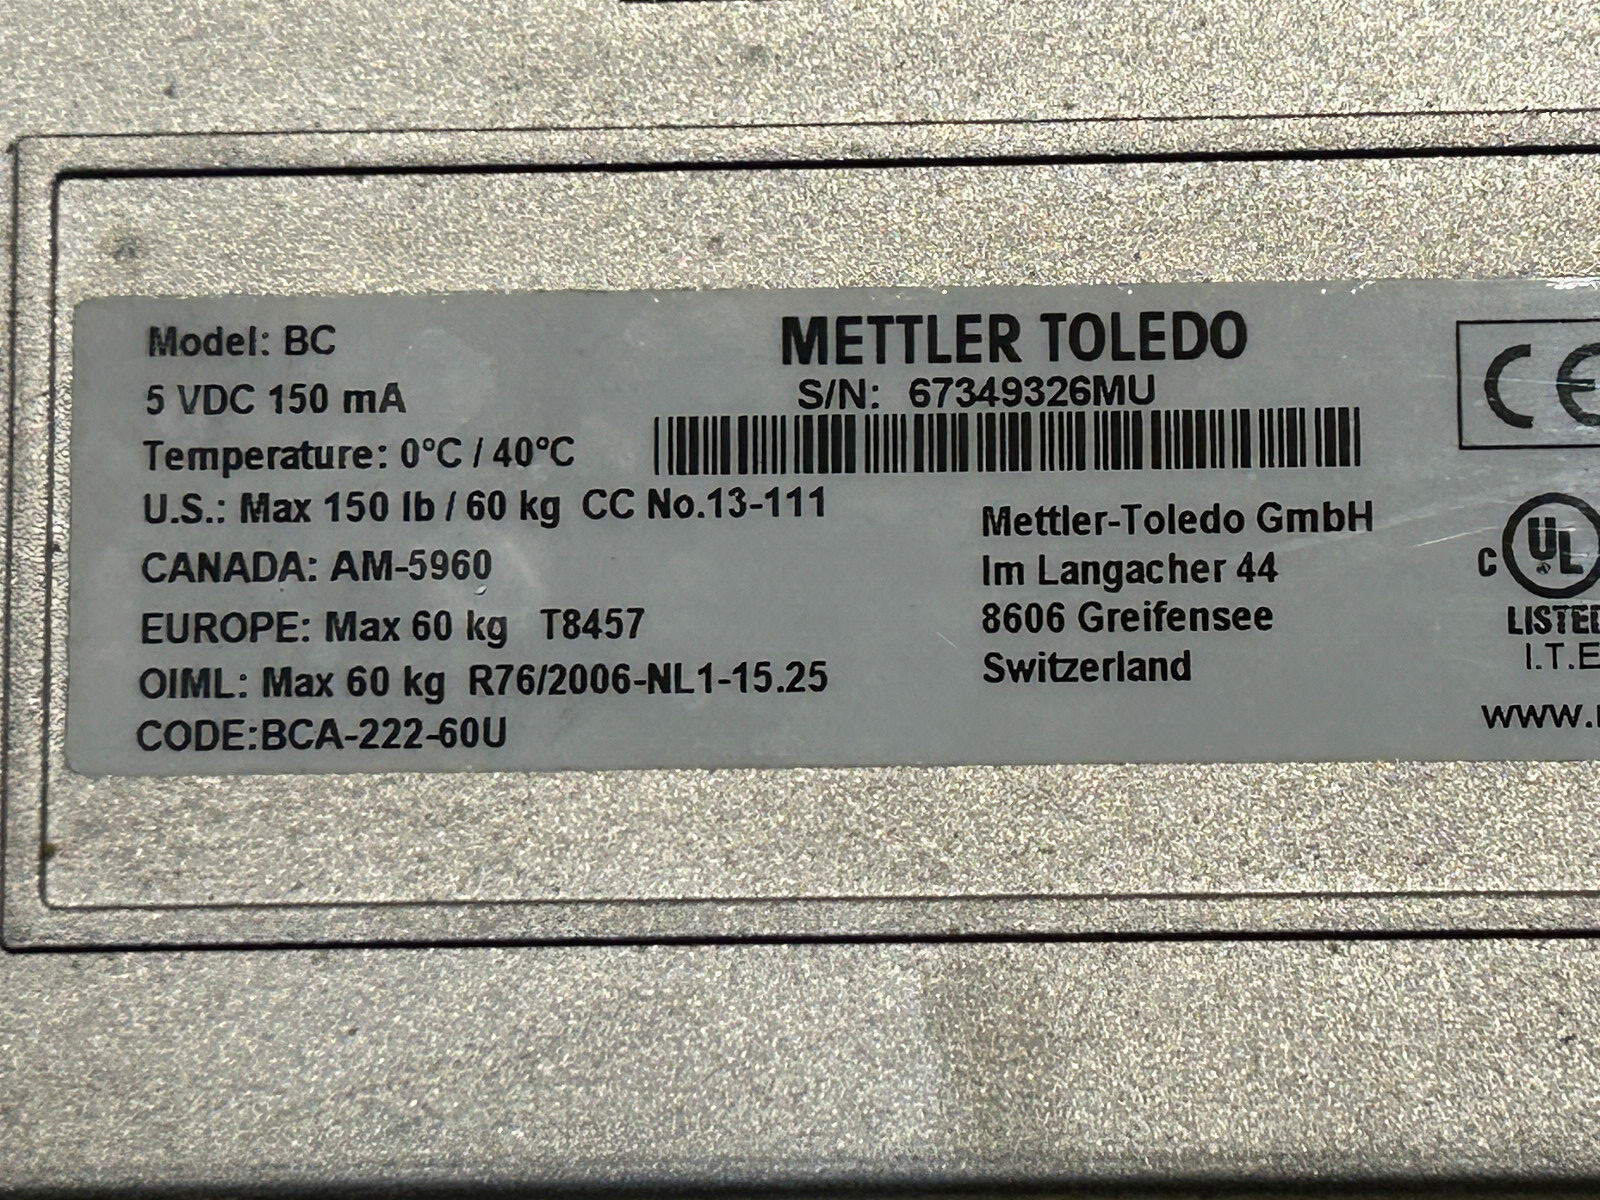 Model: BC
5 VDC 150 mA
Temperature: 0°C / 40°C
U.S.: Max 150 lb / 60 kg CC No.13-111
CANADA: AM-5960
EUROPE: Max 60 kg T8457
OIML: Max 60 kg R76/2006-NL1-15.25
CODE:BCA-222-60U
METTLER TOLEDO
S/N: 67349326MU
Mettler-Toledo GmbH
Im Langacher 44
8606 Greifensee
Switzerland
CE
C UL
LISTED
I.T.E
www.